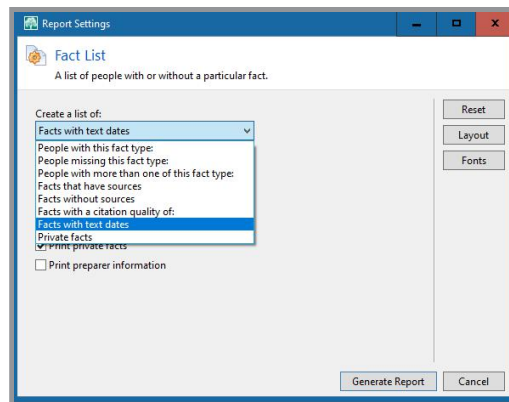 Report Settings
Fact List
A list of people with or without a particular fact.
Create a list of:
Facts with text dates
People with this fact type:
People missing this fact type:
People with more than one of this fact type:
Facts that have sources
Facts without sources
Facts with a citation quality of:
Facts with text dates
Private facts
Print private facts
Print preparer information
Reset
Layout
Fonts
Generate Report
Cancel